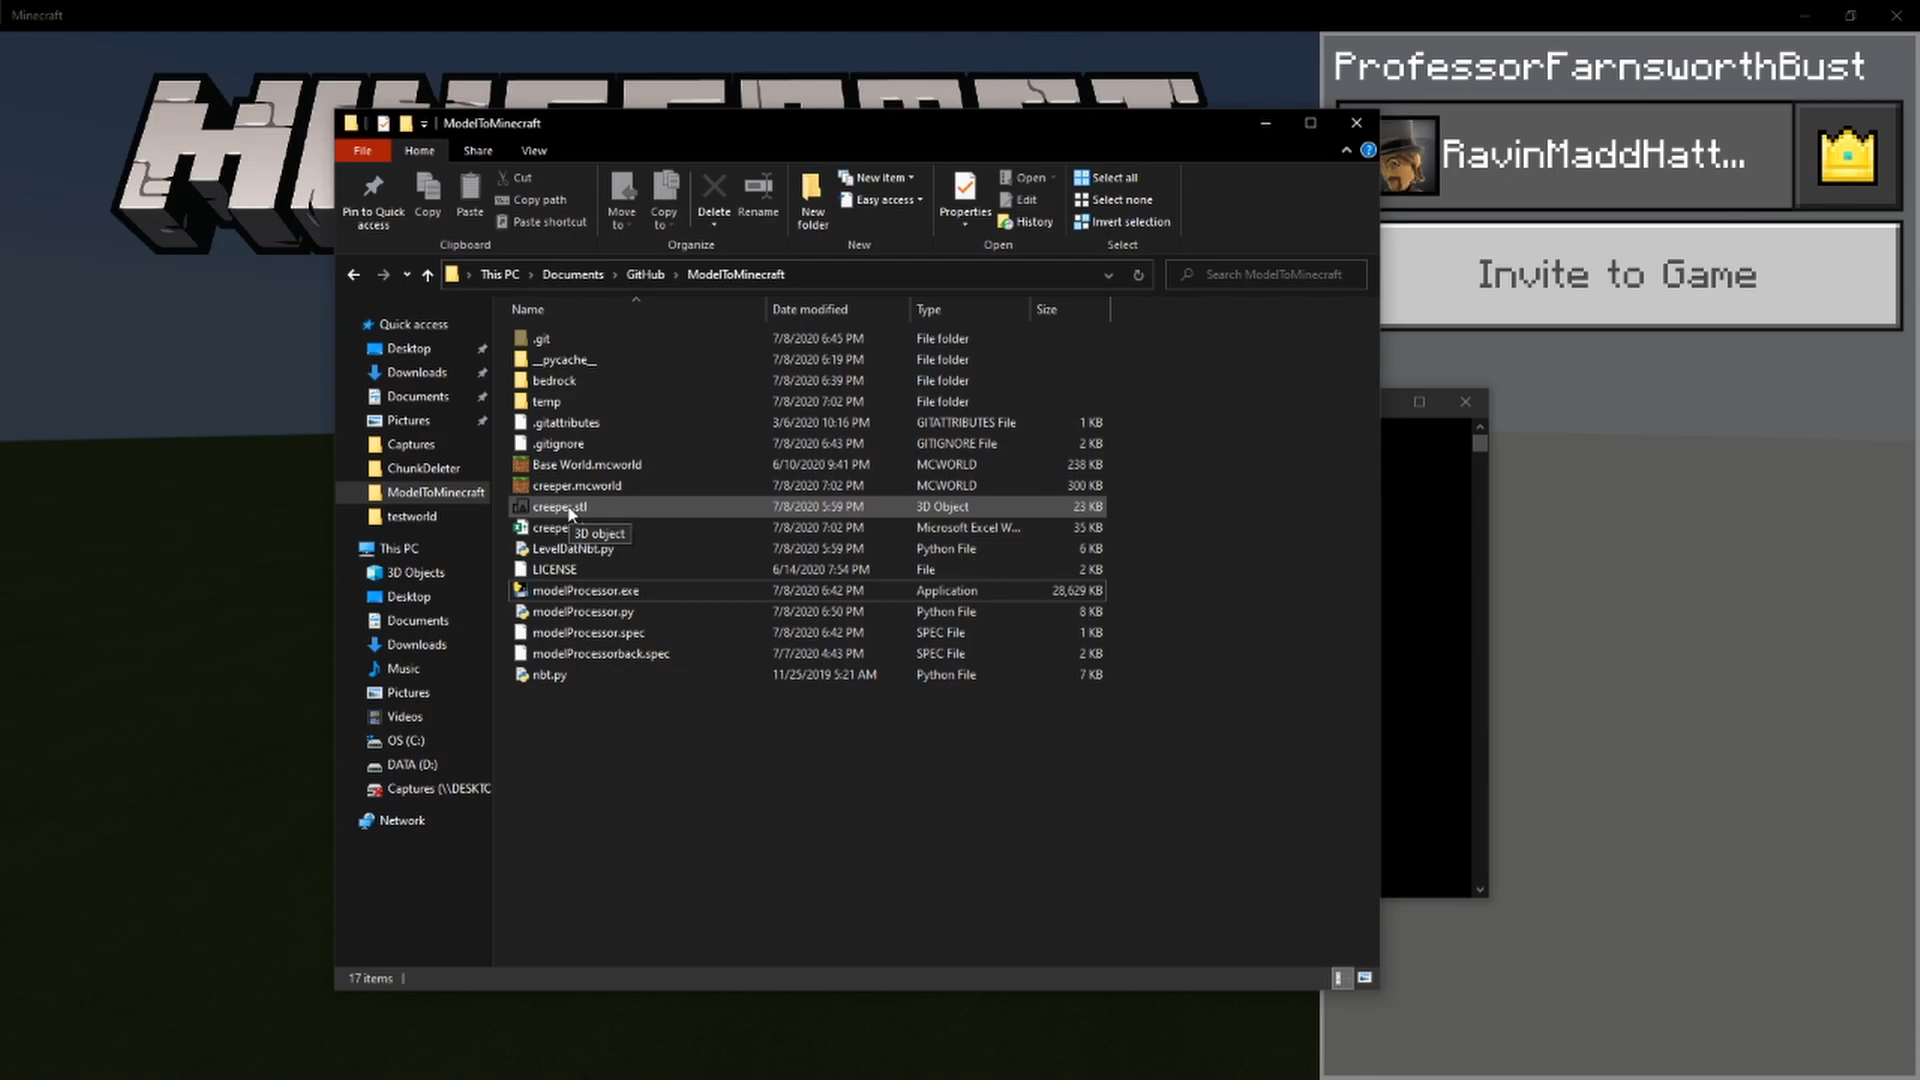 Minecraft
MINECRAFT
ProfessorFarnsworthBust
RavinMaddHatt...
Invite to Game
ModelToMinecraft
File
Home
Share
View
Pin to Quick access
Copy
Paste
Cut
Copy path
Paste shortcut
Move to
Copy to
Delete
Rename
New folder
New item
Easy access
Properties
Open
Edit
History
Select all
Select none
Invert selection
Clipboard
Organize
New
Open
Select
This PC > Documents > GitHub > ModelToMinecraft
Search ModelToMinecraft
Name Date modified Type Size
Quick access
Desktop
Downloads
Documents
Pictures
Captures
ChunkDeleter
ModelToMinecraft
testworld
This PC
3D Objects
Desktop
Documents
Downloads
Music
Pictures
Videos
OS (C:)
DATA (D:)
Captures (\\DESKTC
Network
.git 7/8/2020 6:45 PM File folder
__pycache__ 7/8/2020 6:19 PM File folder
bedrock 7/8/2020 6:39 PM File folder
temp 7/8/2020 7:02 PM File folder
.gitattributes 3/6/2020 10:16 PM GITATTRIBUTES File 1 KB
.gitignore 7/8/2020 6:43 PM GITIGNORE File 2 KB
Base World.mcworld 6/10/2020 9:41 PM MCWORLD 238 KB
creeper.mcworld 7/8/2020 7:02 PM MCWORLD 300 KB
creeper.stl 7/8/2020 5:59 PM 3D Object 23 KB
creepe 7/8/2020 7:02 PM Microsoft Excel W... 35 KB
3D object
LevelDatNbt.py 7/8/2020 5:59 PM Python File 6 KB
LICENSE 6/14/2020 7:54 PM File 2 KB
modelProcessor.exe 7/8/2020 6:42 PM Application 28,629 KB
modelProcessor.py 7/8/2020 6:50 PM Python File 8 KB
modelProcessor.spec 7/8/2020 6:42 PM SPEC File 1 KB
modelProcessorback.spec 7/7/2020 4:43 PM SPEC File 2 KB
nbt.py 11/25/2019 5:21 AM Python File 7 KB
17 items